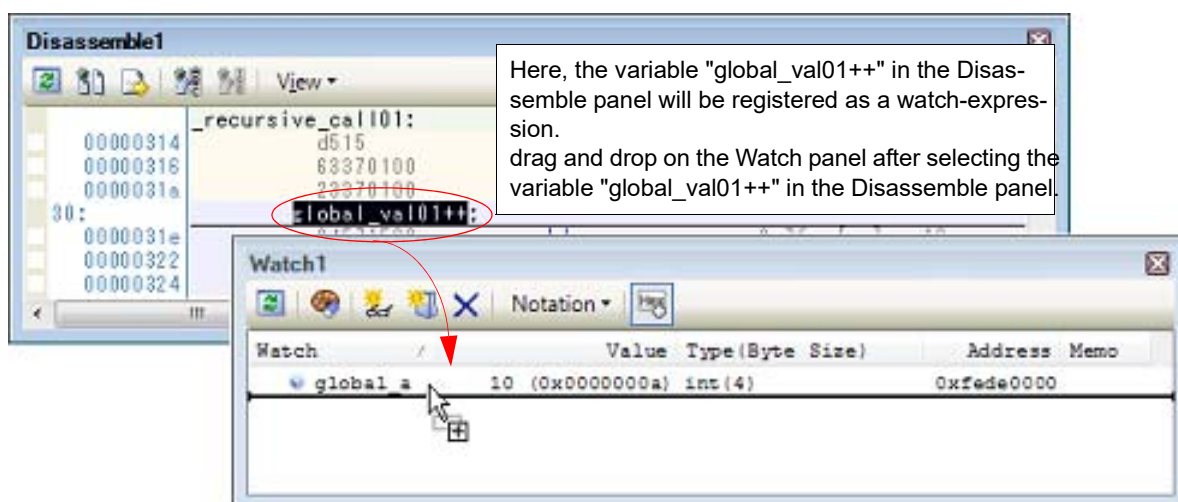 Disassemble1
View
Here, the variable "global_val01++" in the Disas-
semble panel will be registered as a watch-expres-
sion.
drag and drop on the Watch panel after selecting the
variable "global_val01++" in the Disassemble panel.
_recursive_call01:
00000314 d515
00000316 63370100
0000031a 23370100
30: global_val01++;
0000031e
00000322
00000324
Watch1
Notation
Watch Value Type(Byte Size) Address Memo
global_a 10 (0x0000000a) int(4) 0xfede0000